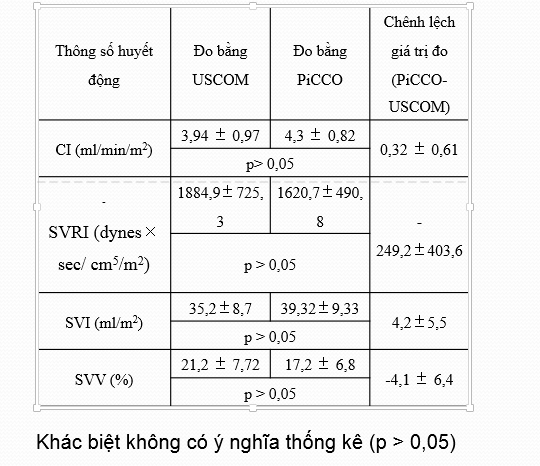 Thông số huyết
động
Đo bằng
USCOM
Đo bằng
PiCCO
Chênh lệch
giá trị đo
(PiCCO-
USCOM)
CI (ml/min/m²)
3,94 ± 0,97
4,3 ± 0,82
p> 0,05
0,32 ± 0,61
-
SVRI (dynes×
sec/ cm⁵/m²)
1884,9±725,
3
1620,7±490,
8
p > 0,05
-
249,2±403,6
SVI (ml/m²)
35,2±8,7
39,32±9,33
p > 0,05
4,2±5,5
SVV (%)
21,2 ± 7,72
17,2 ± 6,8
p > 0,05
-4,1 ± 6,4
Khác biệt không có ý nghĩa thống kê (p > 0,05)